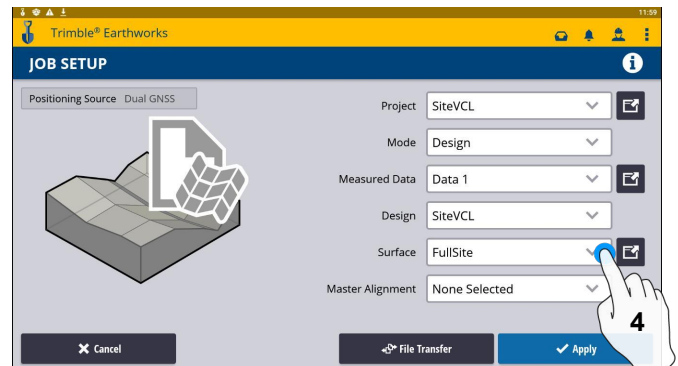 11:59
Trimble® Earthworks
JOB SETUP
Positioning Source Dual GNSS
Project SiteVCL
Mode Design
Measured Data Data 1
Design SiteVCL
Surface FullSite
Master Alignment None Selected
4
Cancel File Transfer Apply